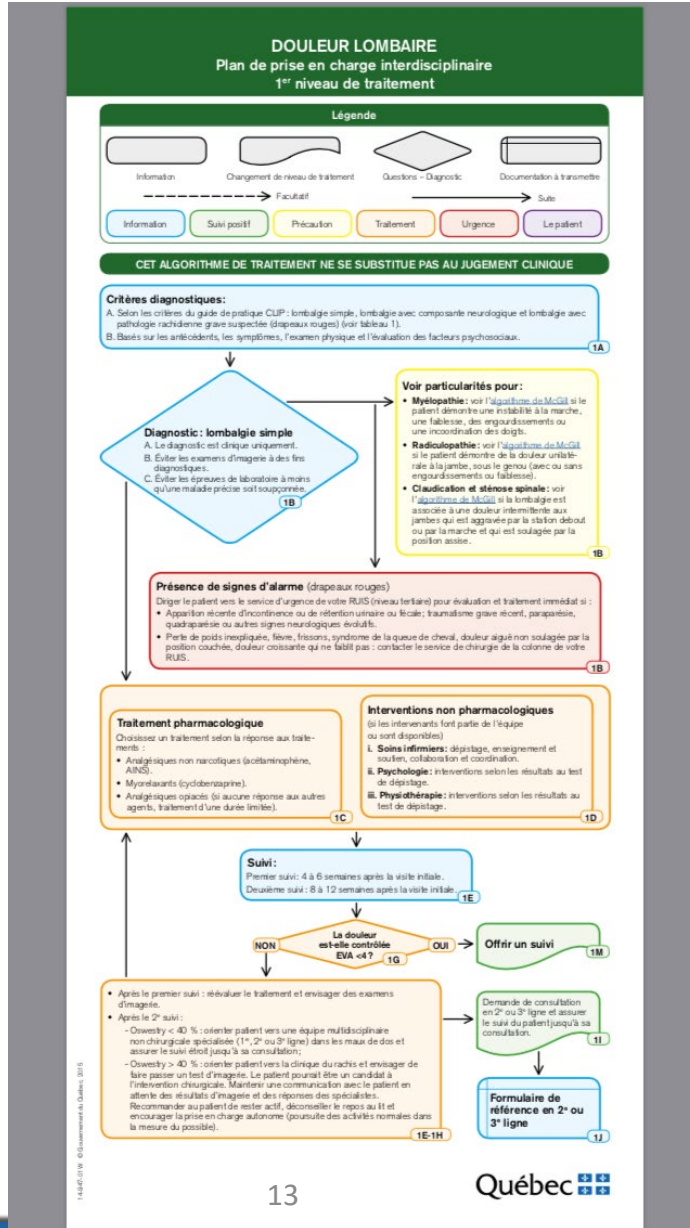 DOULEUR LOMBAIRE
Plan de prise en charge interdisciplinaire
1er niveau de traitement
Légende
Information
Changement de niveau de traitement
Questions – Diagnostic
Documentation à transmettre
Facultatif
Suite
Information
Suivi positif
Précaution
Traitement
Urgence
Le patient
CET ALGORITHME DE TRAITEMENT NE SE SUBSTITUE PAS AU JUGEMENT CLINIQUE
Critères diagnostiques :
A. Selon les critères du guide de pratique CLIP : lombalgie simple, lombalgie avec composante neurologique et lombalgie avec
pathologie rachidienne grave suspectée (drapeaux rouges) (voir tableau 1).
B. Basés sur les antécédents, les symptômes, l'examen physique et l'évaluation des facteurs psychosociaux.
1A
Diagnostic : lombalgie simple
A. Le diagnostic est clinique uniquement.
B. Éviter les examens d'imagerie à des fins
diagnostiques.
C. Éviter les épreuves de laboratoire à moins
qu'une maladie précise soit soupçonnée.
1B
Voir particularités pour :
• Myélopathie : voir l'algorithme de McGill si le
patient démontre une instabilité à la marche,
une faiblesse, des engourdissements ou
une incoordination des doigts.
• Radiculopathie : voir l'algorithme de McGill
si le patient démontre de la douleur unilaté-
rale à la jambe, sous le genou (avec ou sans
engourdissements ou faiblesse).
• Claudication et sténose spinale : voir
l'algorithme de McGill si la lombalgie est
associée à une douleur intermittente aux
jambes qui est aggravée par la station debout
ou par la marche et qui est soulagée par la
position assise.
1B
Présence de signes d'alarme (drapeaux rouges)
Diriger le patient vers le service d'urgence de votre RUIS (niveau tertiaire) pour évaluation et traitement immédiat si :
• Apparition récente d'incontinence ou de rétention urinaire ou fécale; traumatisme grave récent, paraparésie,
quadraparésie ou autres signes neurologiques évolutifs.
• Perte de poids inexpliquée, fièvre, frissons, syndrome de la queue de cheval, douleur aiguë non soulagée par la
position couchée, douleur croissante qui ne faiblit pas : contacter le service de chirurgie de la colonne de votre
RUIS.
1B
Traitement pharmacologique
Choisissez un traitement selon la réponse aux traite-
ments :
• Analgésiques non narcotiques (acétaminophène,
AINS).
• Myorelaxants (cyclobenzaprine).
• Analgésiques opiacés (si aucune réponse aux autres
agents, traitement d'une durée limitée).
1C
Interventions non pharmacologiques
(si les intervenants font partie de l'équipe
ou sont disponibles)
i. Soins infirmiers : dépistage, enseignement et
soutien, collaboration et coordination.
ii. Psychologie : interventions selon les résultats au test
de dépistage.
iii. Physiothérapie : interventions selon les résultats au
test de dépistage.
1D
Suivi :
Premier suivi : 4 à 6 semaines après la visite initiale.
Deuxième suivi : 8 à 12 semaines après la visite initiale.
1E
La douleur
est-elle contrôlée
EVA <4 ?
1G
NON
OUI
Offrir un suivi
1M
• Après le premier suivi : réévaluer le traitement et envisager des examens
d'imagerie.
• Après le 2e suivi :
- Oswestry < 40 % : orienter patient vers une équipe multidisciplinaire
non chirurgicale spécialisée (1re, 2e ou 3e ligne) dans les maux de dos et
assurer le suivi étroit jusqu'à sa consultation;
- Oswestry > 40 % : orienter patient vers la clinique du rachis et envisager de
faire passer un test d'imagerie. Le patient pourrait être un candidat à
l'intervention chirurgicale. Maintenir une communication avec le patient en
attente des résultats d'imagerie et des réponses des spécialistes.
Recommander au patient de rester actif, déconseiller le repos au lit et
encourager la prise en charge autonome (poursuite des activités normales dans
la mesure du possible).
1E-1H
Demande de consultation
en 2e ou 3e ligne et assurer
le suivi du patient jusqu'à sa
consultation.
1I
Formulaire de
référence en 2e ou
3e ligne
1J
© Gouvernement du Québec, 2015
13
Québec